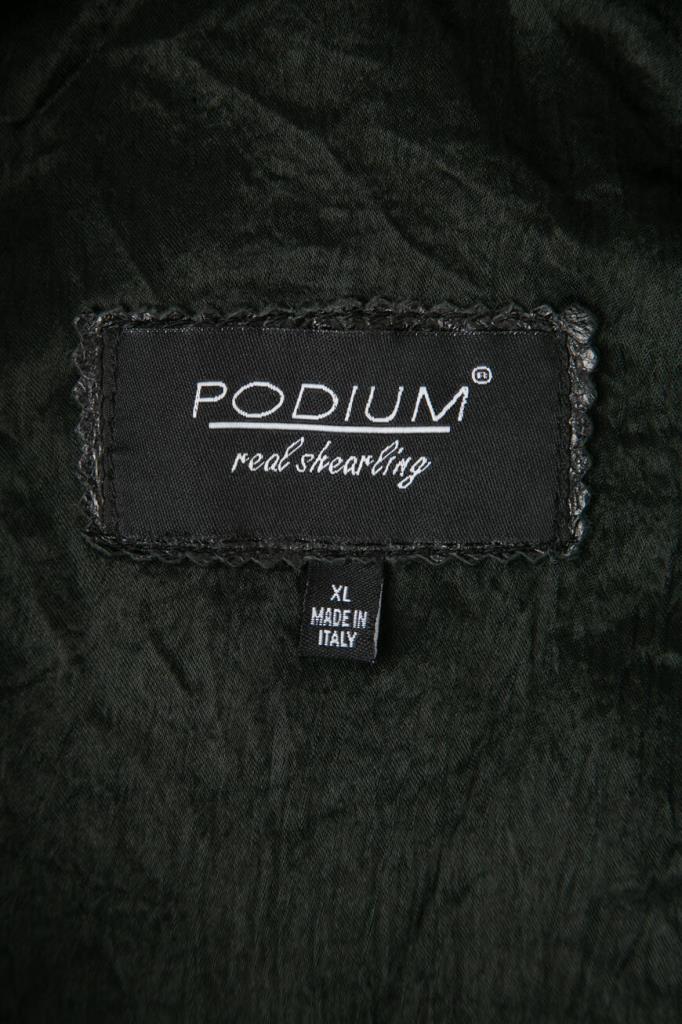 PODIUM®
real shearling
XL
MADE IN
ITALY